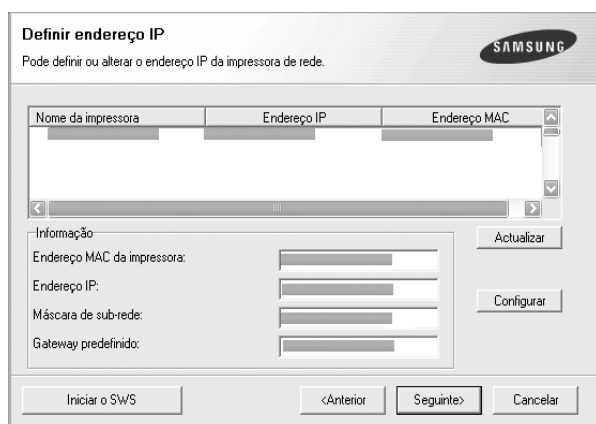 Definir endereço IP
Pode definir ou alterar o endereço IP da impressora de rede.
SAMSUNG
Nome da impressora Endereço IP Endereço MAC
Informação
Endereço MAC da impressora:
Endereço IP:
Máscara de sub-rede:
Gateway predefinido:
Actualizar
Configurar
Iniciar o SWS <Anterior Seguinte> Cancelar